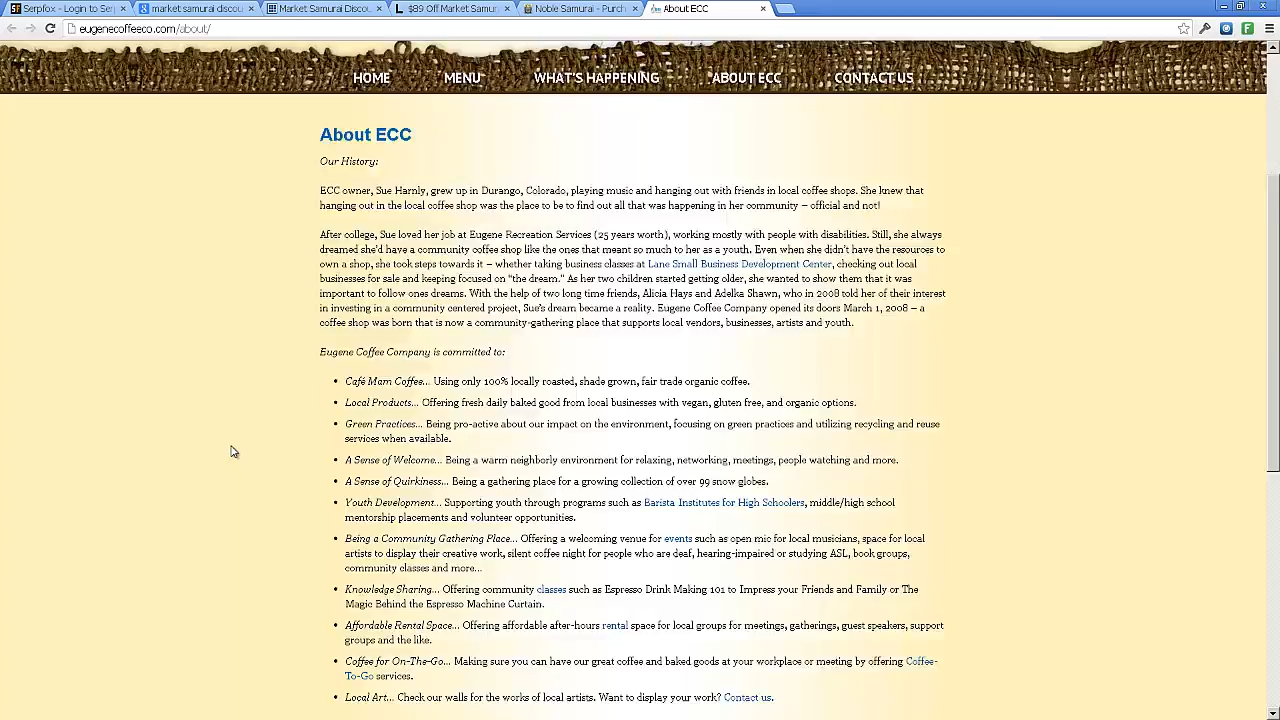 Serpfox - Login to Ser
market samurai discou
Market Samurai Discou
$89 Off Market Samur
Noble Samurai - Purch
About ECC
eugenecoffeeco.com/about/
HOME MENU WHAT'S HAPPENING ABOUT ECC CONTACT US
About ECC
Our History:
ECC owner, Sue Harnly, grew up in Durango, Colorado, playing music and hanging out with friends in local coffee shops. She knew that
hanging out in the local coffee shop was the place to be to find out all that was happening in her community – official and not!
After college, Sue loved her job at Eugene Recreation Services (25 years worth), working mostly with people with disabilities. Still, she always
dreamed she'd have a community coffee shop like the ones that meant so much to her as a youth. Even when she didn't have the resources to
own a shop, she took steps towards it – whether taking business classes at Lane Small Business Development Center, checking out local
businesses for sale and keeping focused on "the dream." As her two children started getting older, she wanted to show them that it was
important to follow ones dreams. With the help of two long time friends, Alicia Hays and Adelka Shawn, who in 2008 told her of their interest
in investing in a community centered project, Sue's dream became a reality. Eugene Coffee Company opened its doors March 1, 2008 – a
coffee shop was born that is now a community-gathering place that supports local vendors, businesses, artists and youth.
Eugene Coffee Company is committed to:
• Café Mam Coffee... Using only 100% locally roasted, shade grown, fair trade organic coffee.
• Local Products... Offering fresh daily baked good from local businesses with vegan, gluten free, and organic options.
• Green Practices... Being pro-active about our impact on the environment, focusing on green practices and utilizing recycling and reuse
services when available.
• A Sense of Welcome... Being a warm neighborly environment for relaxing, networking, meetings, people watching and more.
• A Sense of Quirkiness... Being a gathering place for a growing collection of over 99 snow globes.
• Youth Development... Supporting youth through programs such as Barista Institutes for High Schoolers, middle/high school
mentorship placements and volunteer opportunities.
• Being a Community Gathering Place... Offering a welcoming venue for events such as open mic for local musicians, space for local
artists to display their creative work, silent coffee night for people who are deaf, hearing-impaired or studying ASL, book groups,
community classes and more...
• Knowledge Sharing... Offering community classes such as Espresso Drink Making 101 to Impress your Friends and Family or The
Magic Behind the Espresso Machine Curtain.
• Affordable Rental Space... Offering affordable after-hours rental space for local groups for meetings, gatherings, guest speakers, support
groups and the like.
• Coffee for On-The-Go... Making sure you can have our great coffee and baked goods at your workplace or meeting by offering Coffee-
To-Go services.
• Local Art... Check our walls for the works of local artists. Want to display your work? Contact us.